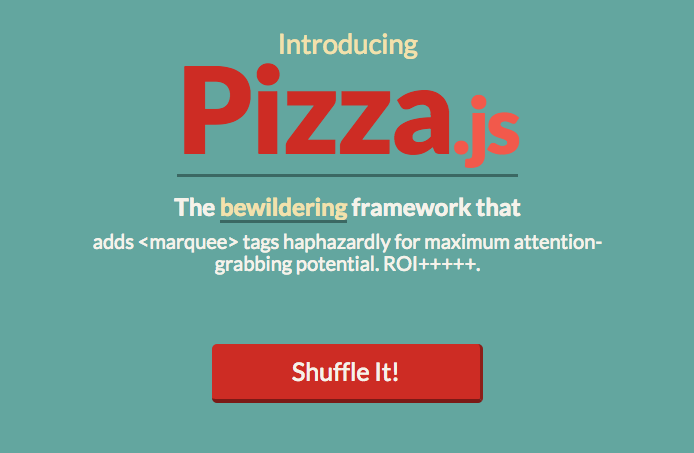 Introducing
Pizza.js
The bewildering framework that
adds <marquee> tags haphazardly for maximum attention-
grabbing potential. ROI+++++.
Shuffle It!